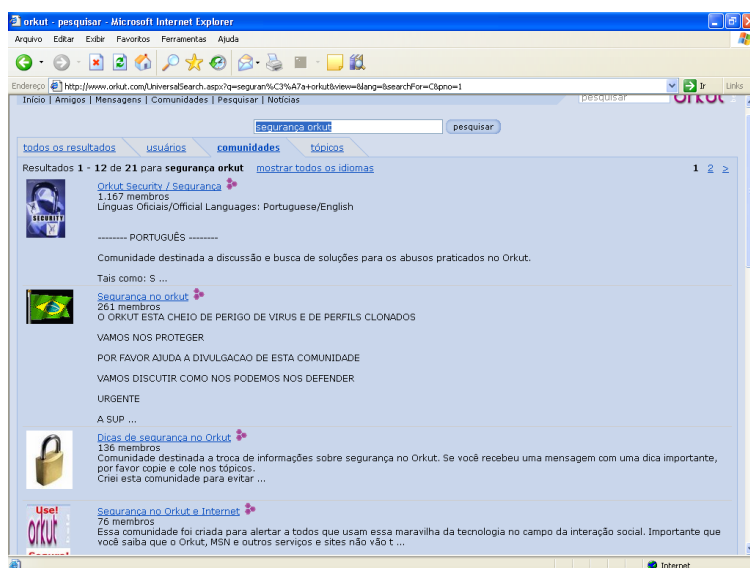 orkut - pesquisar - Microsoft Internet Explorer
Arquivo Editar Exibir Favoritos Ferramentas Ajuda
Endereço http://www.orkut.com/UniversalSearch.aspx?q=seguran%C3%A7a+orkut&view=&lang=&searchFor=C&pno=1 Ir Links
Início | Amigos | Mensagens | Comunidades | Pesquisar | Notícias pesquisar orkut
segurança orkut pesquisar
todos os resultados usuários comunidades tópicos
Resultados 1 - 12 de 21 para segurança orkut mostrar todos os idiomas 1 2 >
Orkut Security / Segurança
1.167 membros
Línguas Oficiais/Official Languages: Portuguese/English
SECURITY
-------- PORTUGUÊS --------
Comunidade destinada a discussão e busca de soluções para os abusos praticados no Orkut.
Tais como: S ...
Segurança no orkut
261 membros
O ORKUT ESTA CHEIO DE PERIGO DE VIRUS E DE PERFILS CLONADOS
VAMOS NOS PROTEGER
POR FAVOR AJUDA A DIVULGACAO DE ESTA COMUNIDADE
VAMOS DISCUTIR COMO NOS PODEMOS NOS DEFENDER
URGENTE
A SUP ...
Dicas de segurança no Orkut
136 membros
Comunidade destinada a troca de informações sobre segurança no Orkut. Se você recebeu uma mensagem com uma dica importante,
por favor copie e cole nos tópicos.
Criei esta comunidade para evitar ...
Use!
orkut
Segurança no Orkut e Internet
76 membros
Essa comunidade foi criada para alertar a todos que usam essa maravilha da tecnologia no campo da interação social. Importante que
você saiba que o Orkut, MSN e outros serviços e sites não vão t ...
Internet